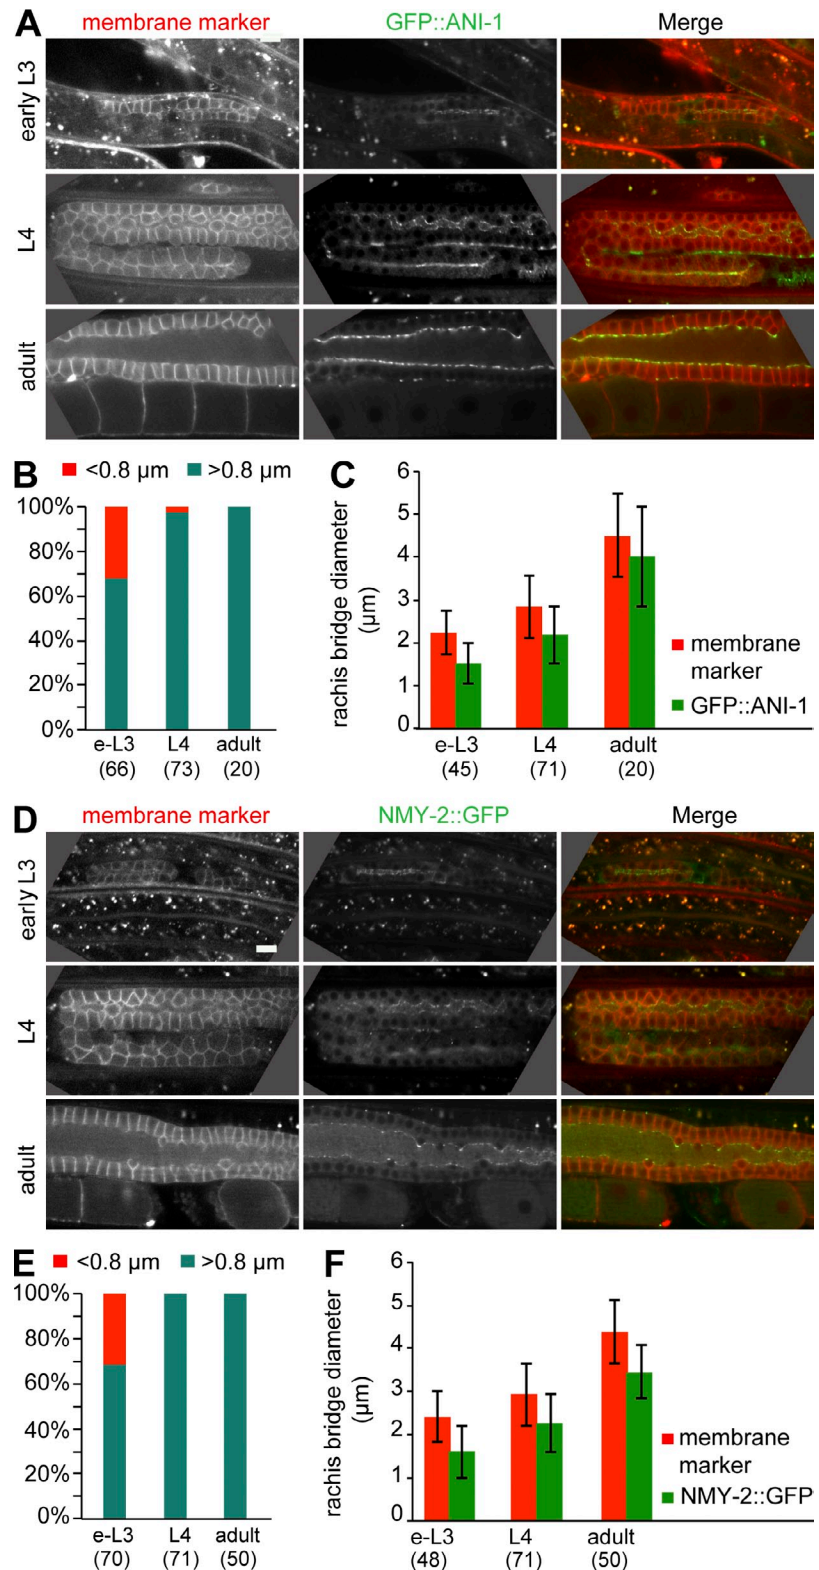 A
membrane marker GFP::ANI-1 Merge
early L3
L4
adult
B
<0.8 µm >0.8 µm
100%
80%
60%
40%
20%
0%
e-L3 L4 adult
(66) (73) (20)
C
rachis bridge diameter
(µm)
6
5
4
3
2
1
0
membrane
marker
GFP::ANI-1
e-L3 L4 adult
(45) (71) (20)
D
membrane marker NMY-2::GFP Merge
early L3
L4
adult
E
<0.8 µm >0.8 µm
100%
80%
60%
40%
20%
0%
e-L3 L4 adult
(70) (71) (50)
F
rachis bridge diameter
(µm)
6
5
4
3
2
1
0
membrane
marker
NMY-2::GFP
e-L3 L4 adult
(48) (71) (50)